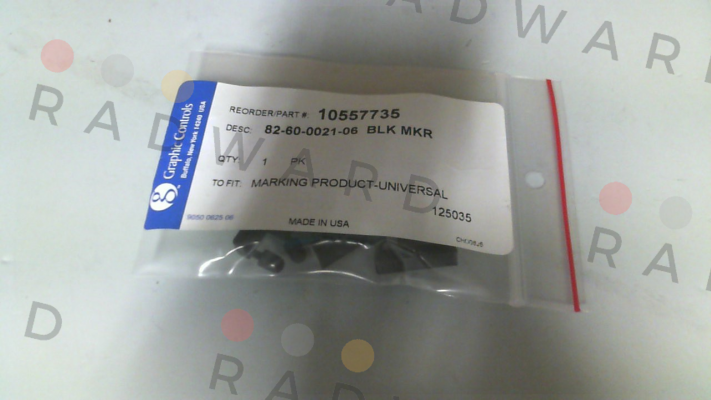 RADWARD
RADWARD
Graphic Controls
Buffalo, New York 14240 USA
REORDER/PART # 10557735
DESC: 82-60-0021-06 BLK MKR
QTY: 1 PK
TO FIT: MARKING PRODUCT-UNIVERSAL
125035
MADE IN USA
RAD
D
RADWARD